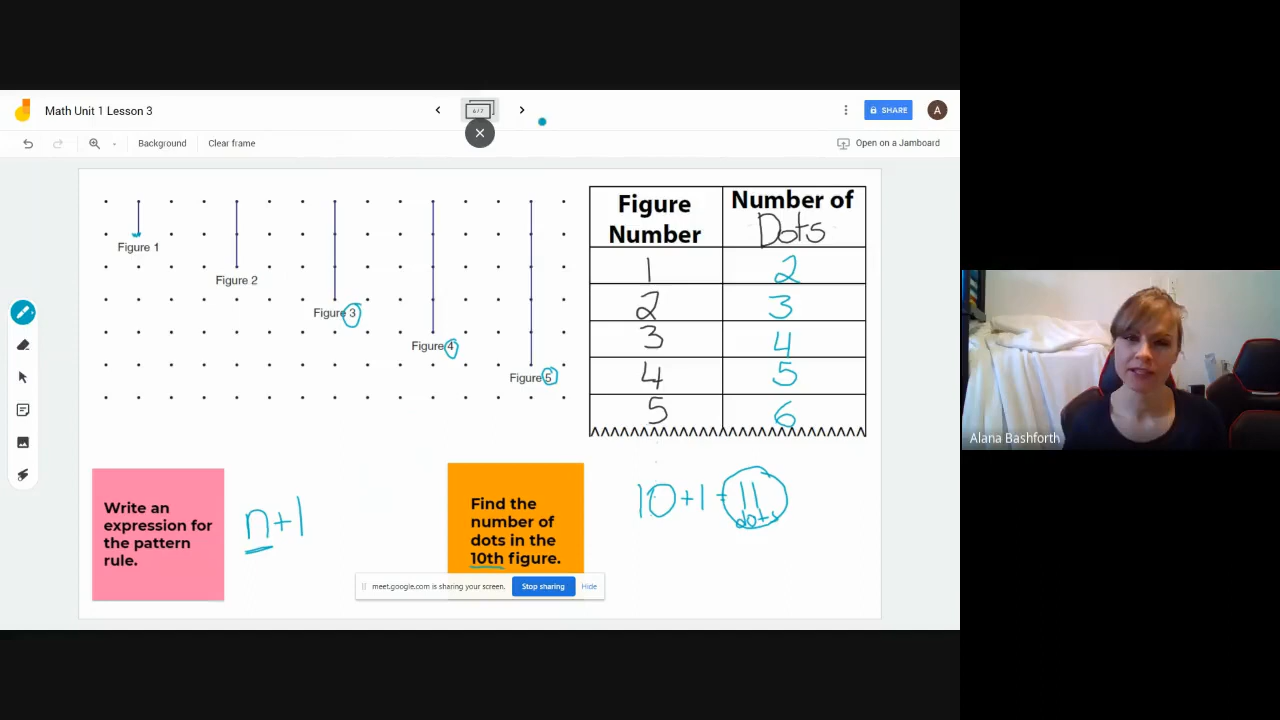 Math Unit 1 Lesson 3
SHARE
A
Background
Clear frame
Open on a Jamboard
Figure 1
Figure 2
Figure 3
Figure 4
Figure 5
Figure Number
Number of Dots
1 2
2 3
3 4
4 5
5 6
Write an
expression for
the pattern
rule.
n+1
Find the
number of
dots in the
10th figure.
10+1=11
dots
meet.google.com is sharing your screen.
Stop sharing
Hide
Alana Bashforth